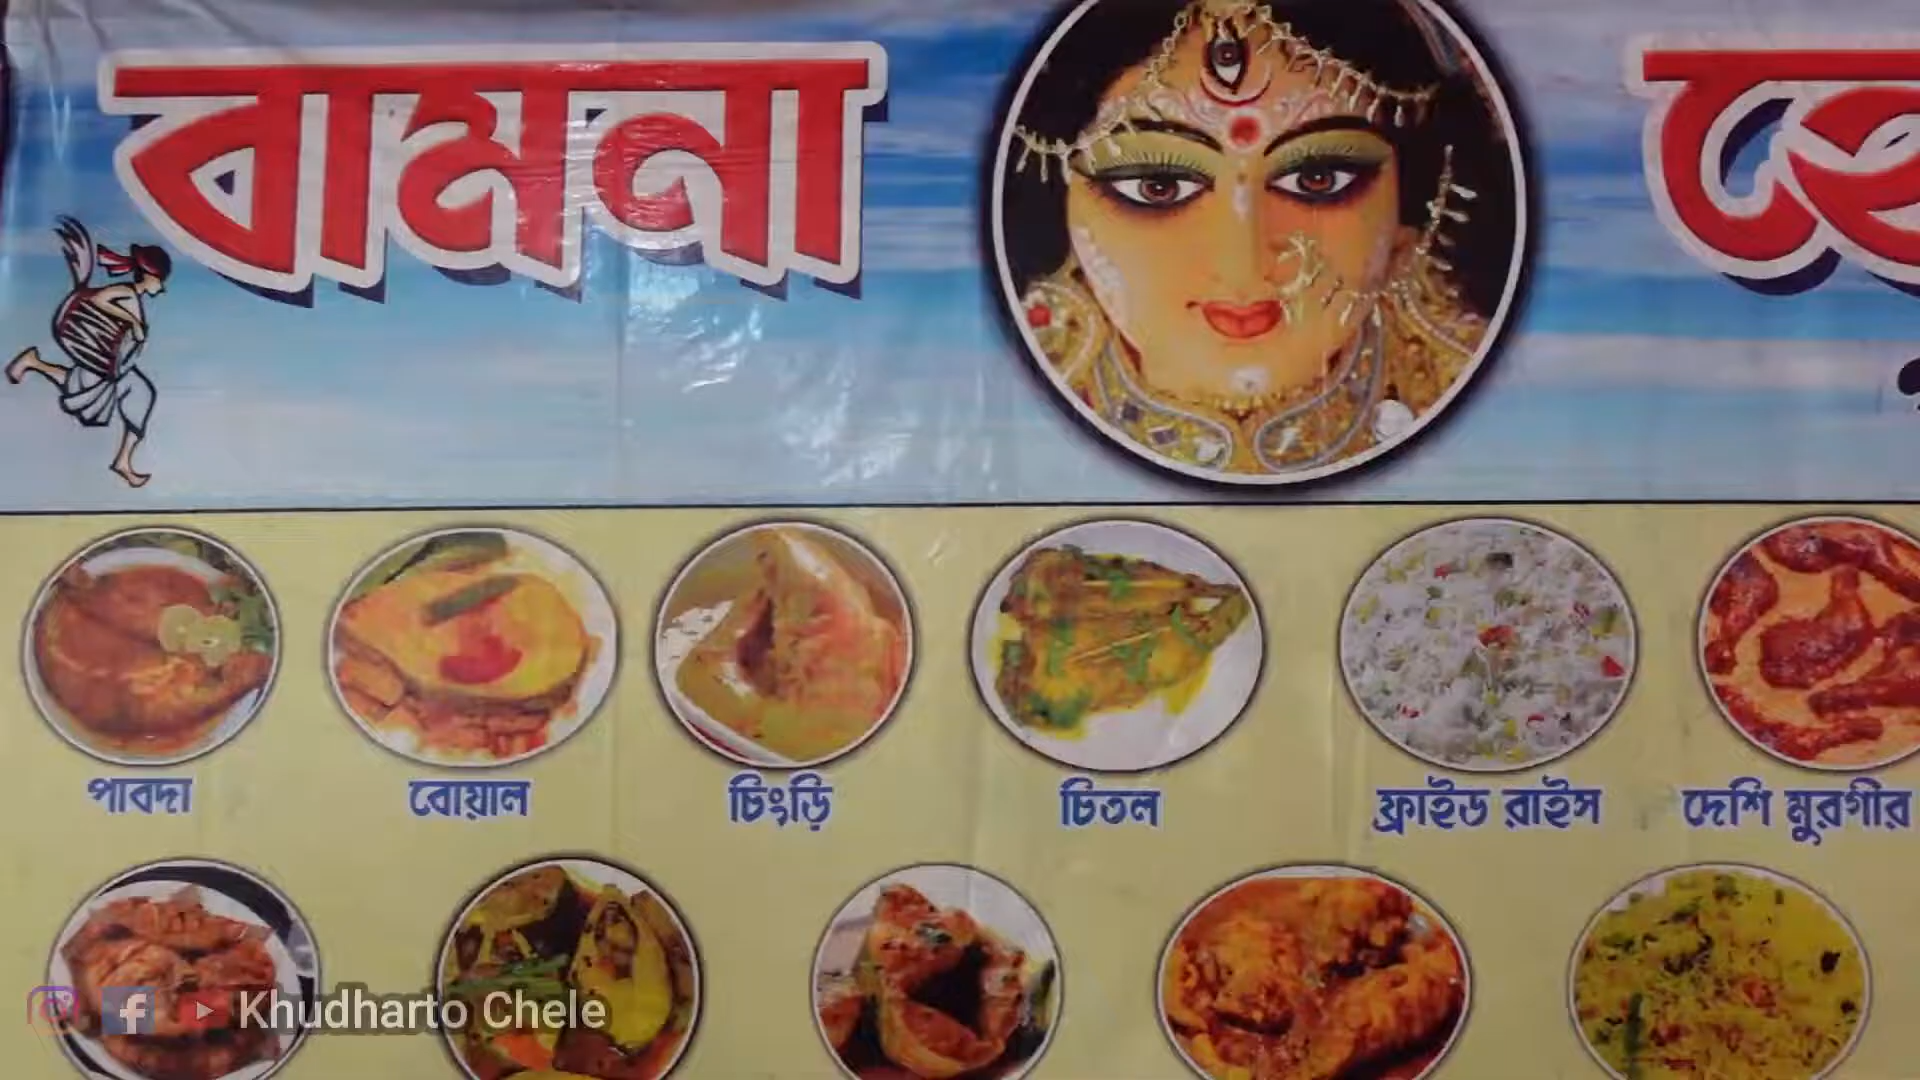 বামনা
পাবদা
বোয়াল
চিংড়ি
চিতল
ফ্রাইড রাইস
দেশি মুরগীর
Khudharto Chele